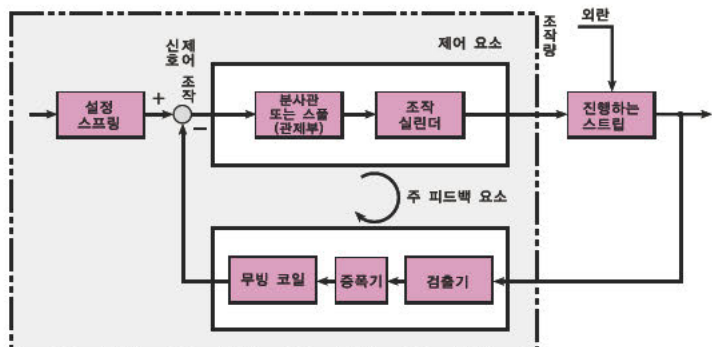 외란
조작량
제어 요소
제어
신호
조작
설정
스프링
+
−
분사관
또는 스풀
(관제부)
조작
실린더
진행하는
스트립
주 피드백 요소
무빙 코일
증폭기
검출기